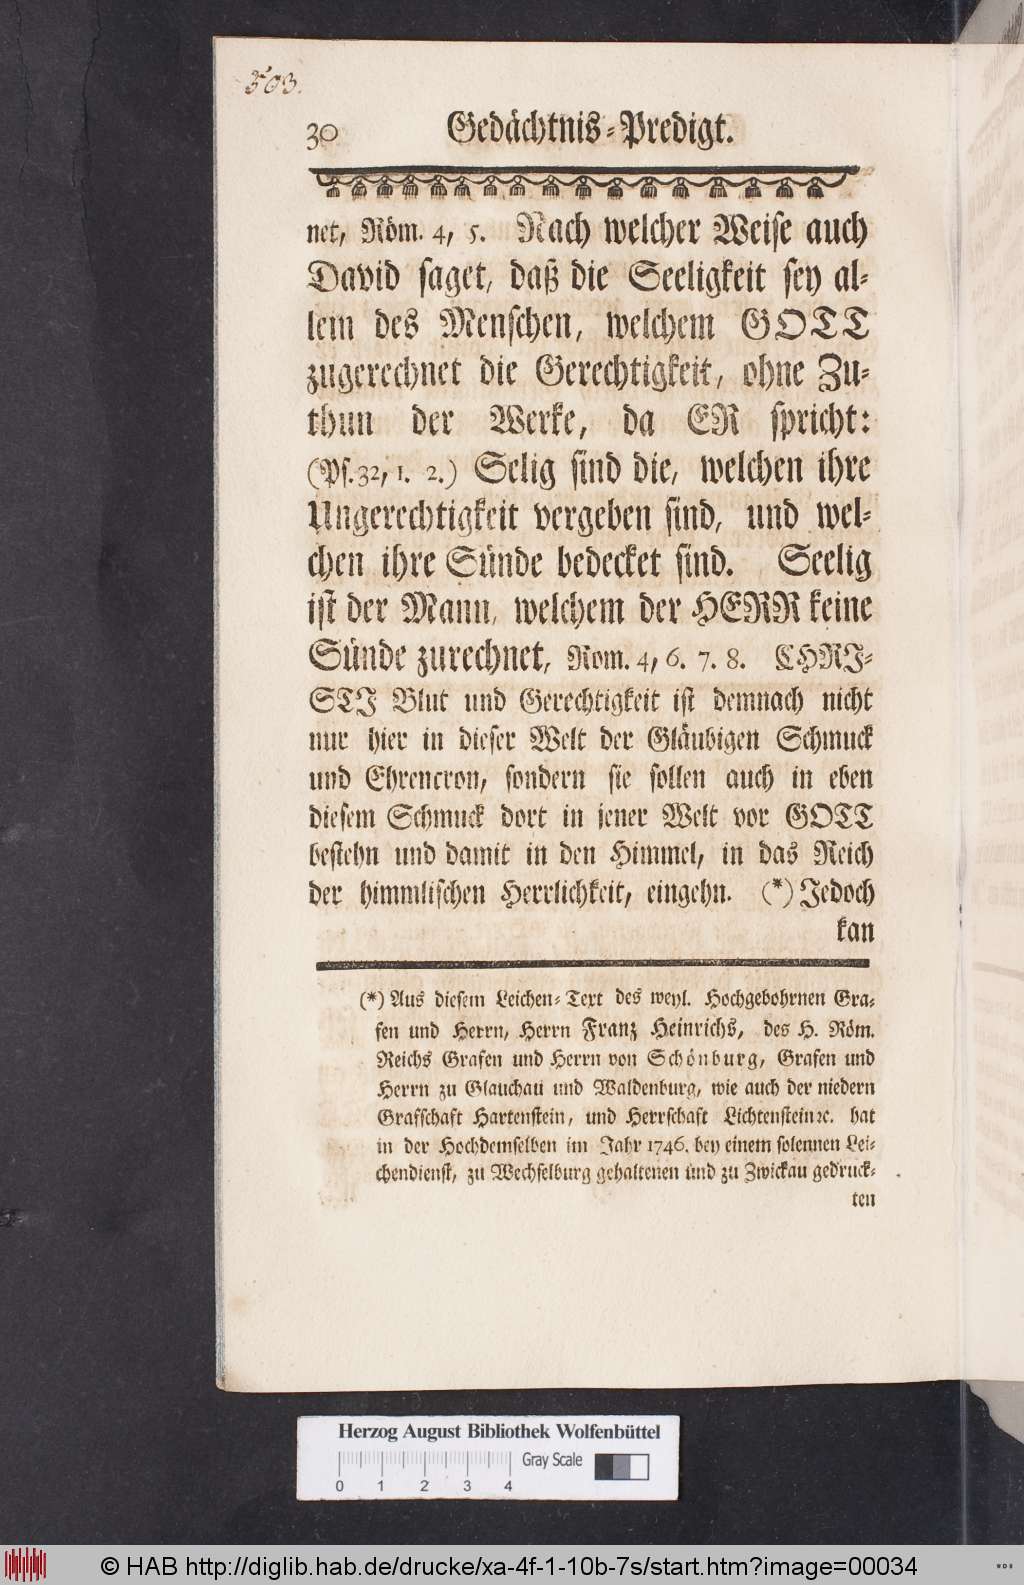 503.
30 Gedächtnis-Predigt.
net, Röm. 4, 5. Nach welcher Weise auch
David saget, daß die Seeligkeit sey al-
lein des Menschen, welchem GOTT
zugerechnet die Gerechtigkeit, ohne Zu-
thun der Werke, da ER spricht:
(Ps. 32, 1. 2.) Selig sind die, welchen ihre
Ungerechtigkeit vergeben sind, und wel-
chen ihre Sünde bedecket sind. Seelig
ist der Mann, welchem der HERR keine
Sünde zurechnet, Rom. 4, 6. 7. 8. CHRI-
STI Blut und Gerechtigkeit ist demnach nicht
nur hier in dieser Welt der Gläubigen Schmuck
und Ehrencron, sondern sie sollen auch in eben
diesem Schmuck dort in jener Welt vor GOTT
bestehn und damit in den Himmel, in das Reich
der himmlischen Herrlichkeit, eingehn. (*) Jedoch
kan
(*) Aus diesem Leichen-Text des weyl. Hochgebohrnen Gra-
fen und Herrn, Herrn Franz Heinrichs, des H. Röm.
Reichs Grafen und Herrn von Schönburg, Grafen und
Herrn zu Glauchau und Waldenburg, wie auch der niedern
Grafschaft Hartenstein, und Herrschaft Lichtenstein ꝛc. hat
in der Hochdemselben im Jahr 1746. bey einem solennen Lei-
chendienst, zu Wechselburg gehaltenen und zu Zwickau gedruck-
ten
Herzog August Bibliothek Wolfenbüttel
Gray Scale
0 1 2 3 4
© HAB http://diglib.hab.de/drucke/xa-4f-1-10b-7s/start.htm?image=00034